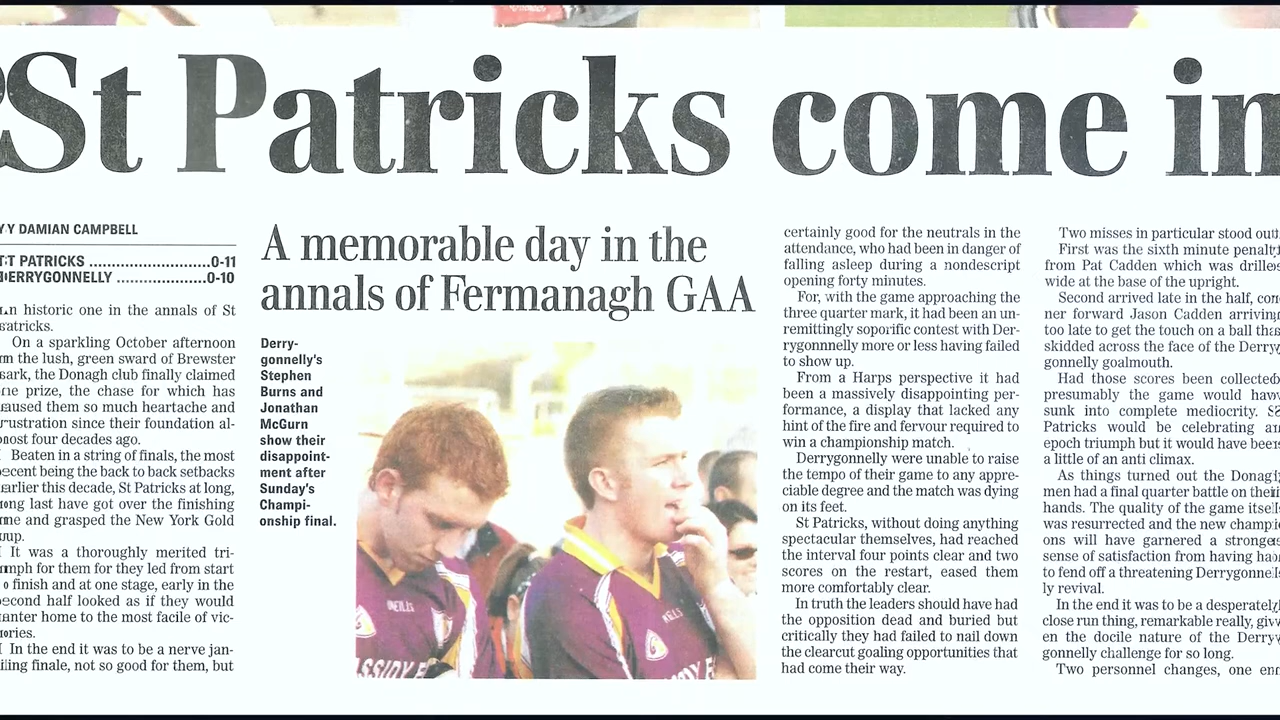 St Patricks come in
DAMIAN CAMPBELL
PATRICKS ..............................0-11
DERRYGONNELLY ......................0-10
historic one in the annals of St
On a sparkling October afternoon
the lush, green sward of Brewster
the Donagh club finally claimed
prize, the chase for which has
them so much heartache and
since their foundation al-
four decades ago.
Beaten in a string of finals, the most
being the back to back setbacks
earlier this decade, St Patricks at long,
last have got over the finishing
and grasped the New York Gold
It was a thoroughly merited tri-
for them for they led from start
finish and at one stage, early in the
second half looked as if they would
home to the most facile of vic-
In the end it was to be a nerve jan-
finale, not so good for them, but
A memorable day in the
annals of Fermanagh GAA
Derry-
gonnelly's
Stephen
Burns and
Jonathan
McGurn
show their
disappoint-
ment after
Sunday's
Champi-
onship final.
O'NEILLS
NEILLS
ASSIDY
certainly good for the neutrals in the
attendance, who had been in danger of
falling asleep during a nondescript
opening forty minutes.
For, with the game approaching the
three quarter mark, it had been an un-
remittingly soporific contest with Der-
rygonnnelly more or less having failed
to show up.
From a Harps perspective it had
been a massively disappointing per-
formance, a display that lacked any
hint of the fire and fervour required to
win a championship match.
Derrygonnelly were unable to raise
the tempo of their game to any appre-
ciable degree and the match was dying
on its feet.
St Patricks, without doing anything
spectacular themselves, had reached
the interval four points clear and two
scores on the restart, eased them
more comfortably clear.
In truth the leaders should have had
the opposition dead and buried but
critically they had failed to nail down
the clearcut goaling opportunities that
had come their way.
Two misses in particular stood out.
First was the sixth minute penalty
from Pat Cadden which was drilled
wide at the base of the upright.
Second arrived late in the half, cor-
ner forward Jason Cadden arriving
too late to get the touch on a ball that
skidded across the face of the Derry-
gonnelly goalmouth.
Had those scores been collected
presumably the game would have
sunk into complete mediocrity. St
Patricks would be celebrating an
epoch triumph but it would have been
a little of an anti climax.
As things turned out the Donagh
men had a final quarter battle on their
hands. The quality of the game itself
was resurrected and the new champi-
ons will have garnered a stronger
sense of satisfaction from having had
to fend off a threatening Derrygonnel-
ly revival.
In the end it was to be a desperately
close run thing, remarkable really, giv-
en the docile nature of the Derry-
gonnelly challenge for so long.
Two personnel changes, one